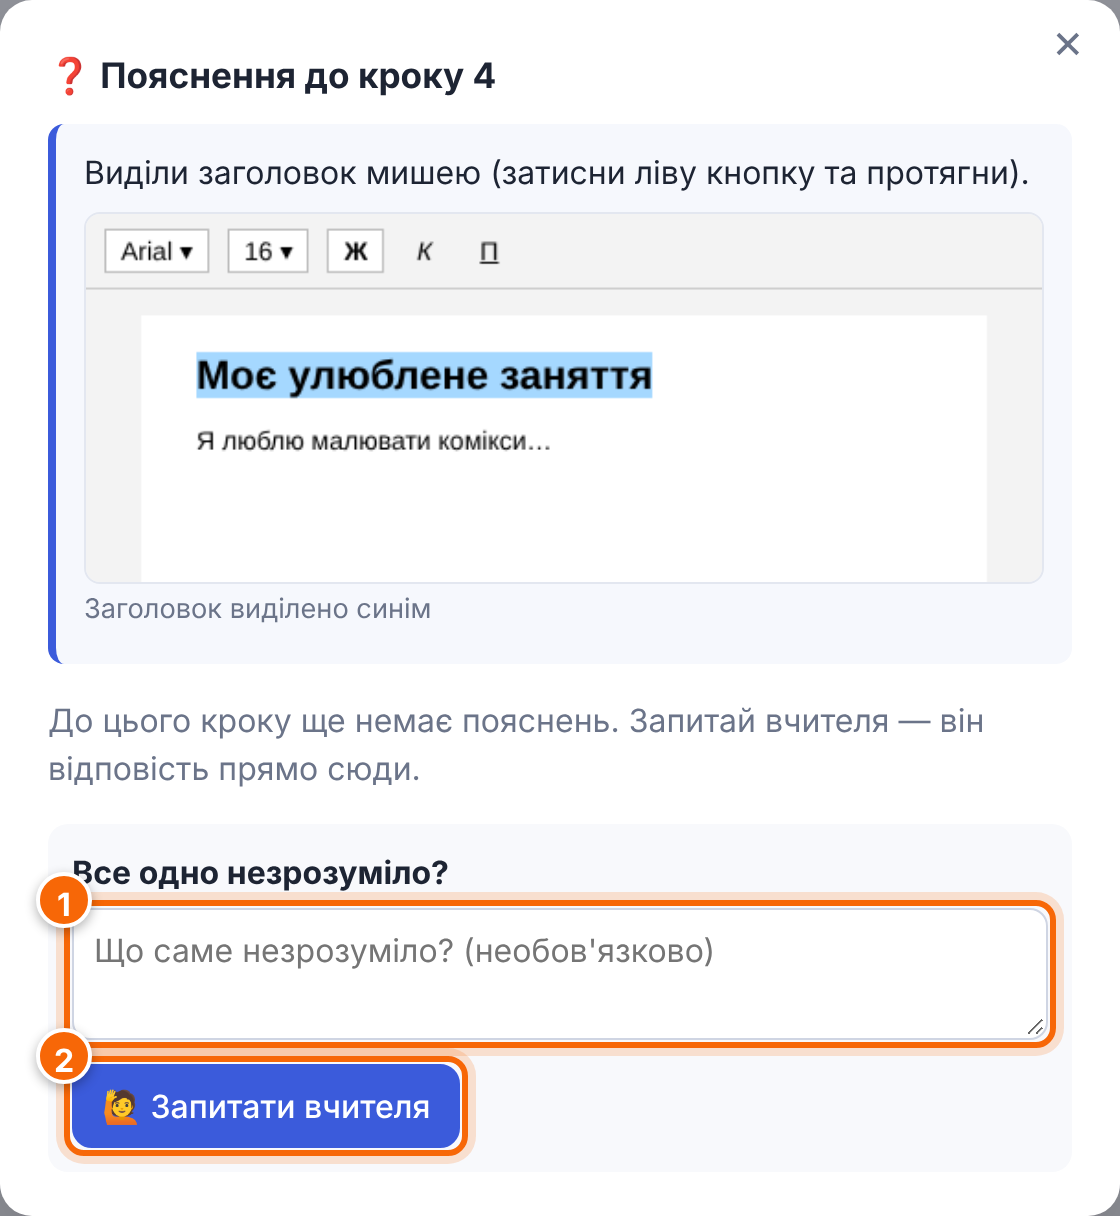 ❓ Пояснення до кроку 4
Виділи заголовок мишею (затисни ліву кнопку та протягни).
Arial ▾ 16 ▾ Ж К П
Моє улюблене заняття
Я люблю малювати комікси…
Заголовок виділено синім
До цього кроку ще немає пояснень. Запитай вчителя — він
відповість прямо сюди.
Все одно незрозуміло?
1
Що саме незрозуміло? (необов'язково)
2
🙋 Запитати вчителя